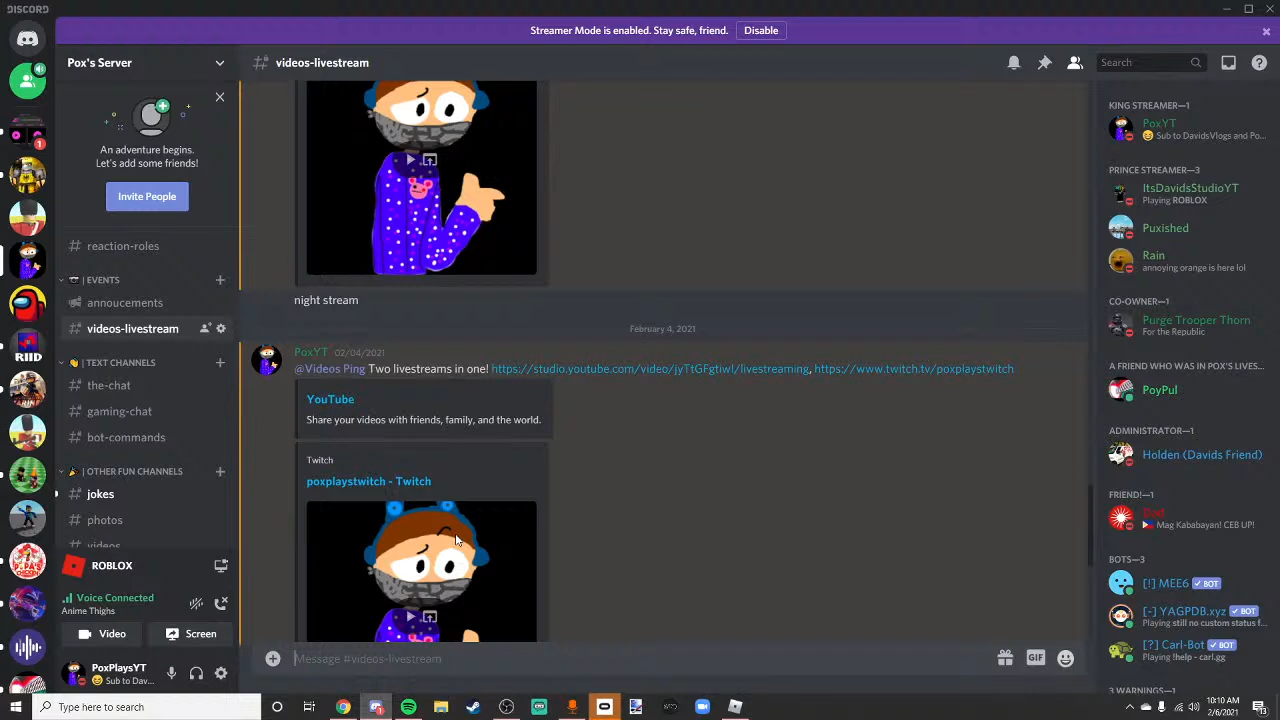 DISCORD
Streamer Mode is enabled. Stay safe, friend. Disable
Pox's Server
videos-livestream
Search
An adventure begins.
Let's add some friends!
Invite People
reaction-roles
EVENTS
annoucements
videos-livestream
TEXT CHANNELS
the-chat
gaming-chat
bot-commands
OTHER FUN CHANNELS
jokes
photos
videos
ROBLOX
Voice Connected
Anime Thighs
Video
Screen
PoxPlaysYT
Sub to Dav...
night stream
February 4, 2021
PoxYT 02/04/2021
@Videos Ping Two livestreams in one! https://studio.youtube.com/video/jyTtGFgtiwI/livestreaming, https://www.twitch.tv/poxplaystwitch
YouTube
Share your videos with friends, family, and the world.
Twitch
poxplaystwitch - Twitch
Message #videos-livestream
GIF
KING STREAMER—1
PoxYT
Sub to DavidsVlogs and Po...
PRINCE STREAMER—3
ItsDavidsStudioYT
Playing ROBLOX
Puxished
Rain
annoying orange is here lol
CO-OWNER—1
Purge Trooper Thorn
For the Republic
A FRIEND WHO WAS IN POX'S LIVES...
PoyPul
ADMINISTRATOR—1
Holden (Davids Friend)
FRIEND!—1
Dad
Mag Kababayan! CEB UP!
BOTS—3
[!] MEE6 BOT
[-] YAGPDB.xyz BOT
Playing still no custom status f...
[?] Carl-Bot BOT
Playing !help - carl.gg
3 WARNINGS—1
Type here to search
10:10 AM
2/6/2021